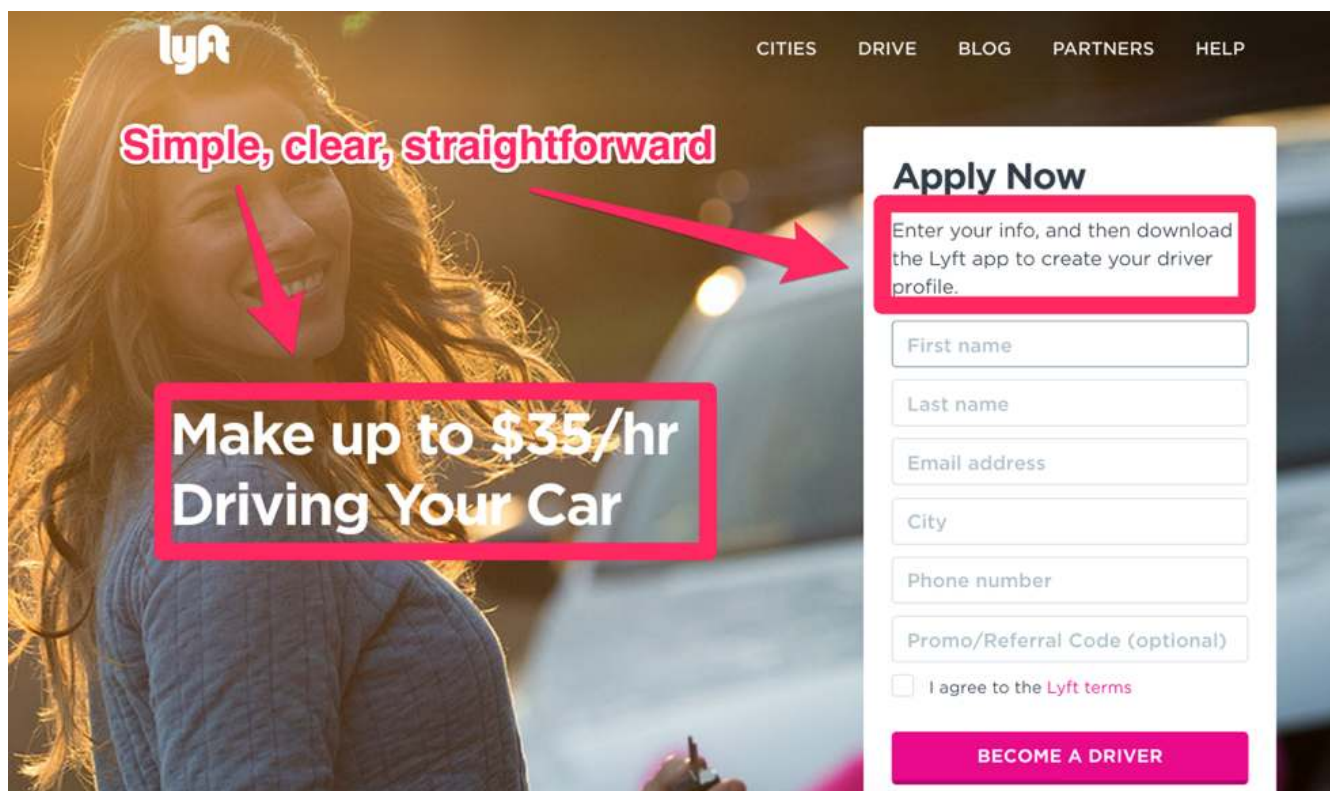 lyft
CITIES DRIVE BLOG PARTNERS HELP
Simple, clear, straightforward
Make up to $35/hr
Driving Your Car
Apply Now
Enter your info, and then download
the Lyft app to create your driver
profile.
First name
Last name
Email address
City
Phone number
Promo/Referral Code (optional)
I agree to the Lyft terms
BECOME A DRIVER